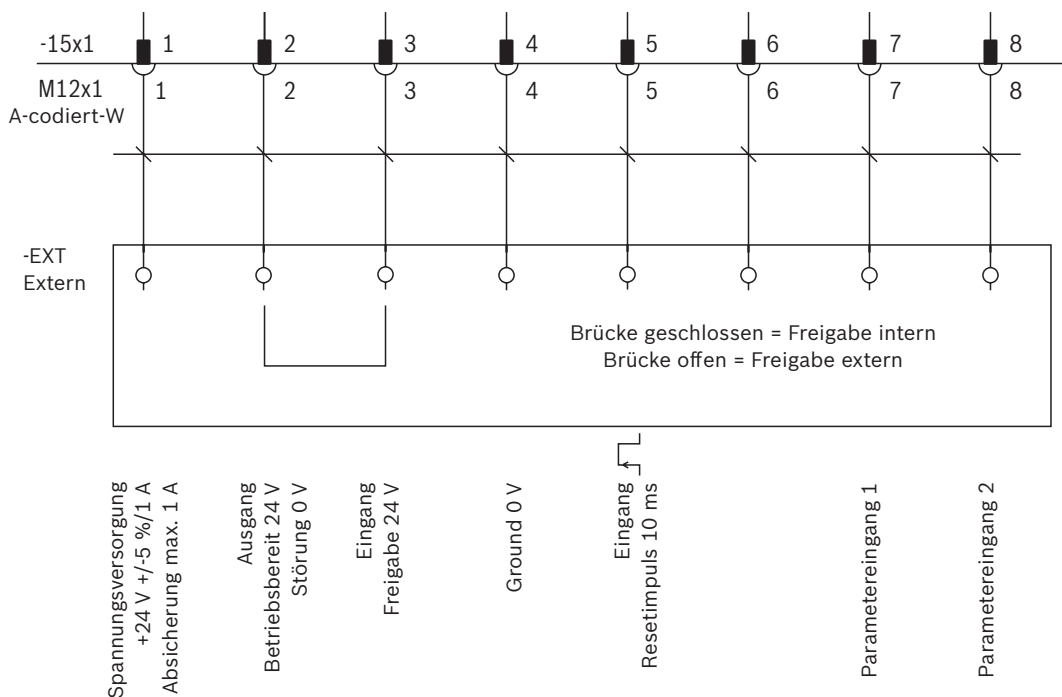 -15x1 1 2 3 4 5 6 7 8
M12x1 1 2 3 4 5 6 7 8
A-codiert-W
-EXT
Extern
Brücke geschlossen = Freigabe intern
Brücke offen = Freigabe extern
Spannungsversorgung
+24 V +/-5 %/1 A
Absicherung max. 1 A
Ausgang
Betriebsbereit 24 V
Störung 0 V
Eingang
Freigabe 24 V
Ground 0 V
Eingang
Resetimpuls 10 ms
Parametereingang 1
Parametereingang 2